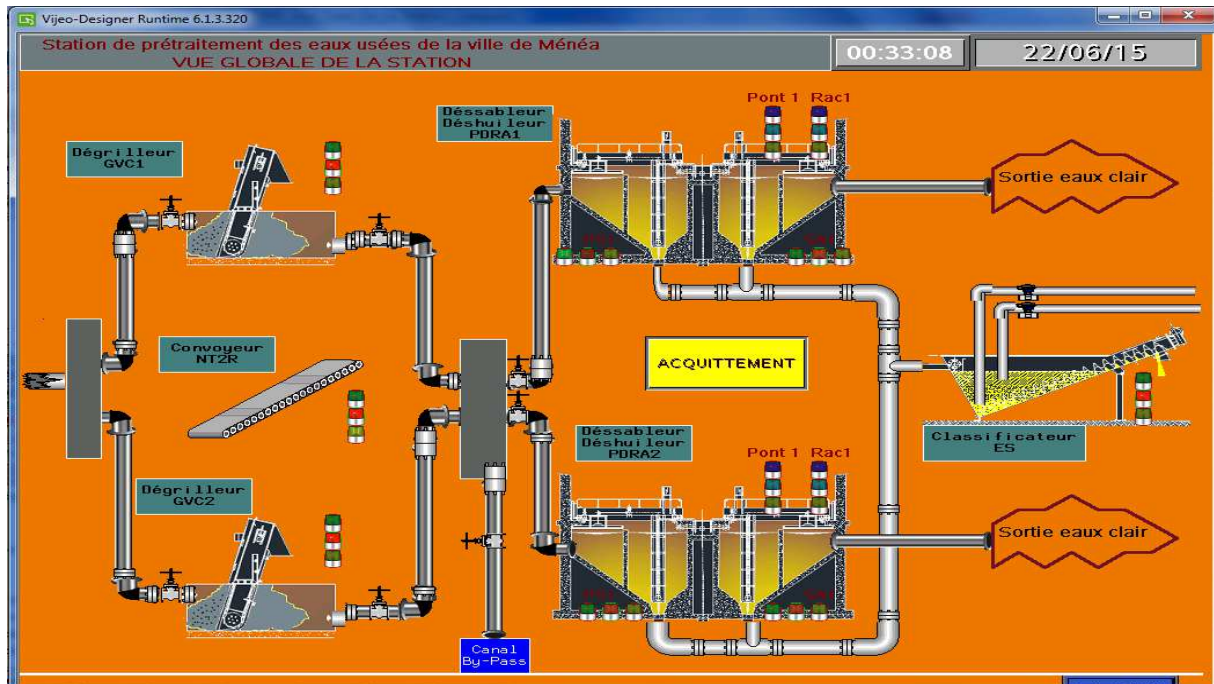 Vijeo-Designer Runtime 6.1.3.320
Station de prétraitement des eaux usées de la ville de Ménéa
VUE GLOBALE DE LA STATION
00:33:08
22/06/15
Déssableur
Déshuileur
PDRA1
Pont 1 Rac1
Dégrilleur
GVC1
Sortie eaux clair
Convoyeur
NT2R
ACQUITTEMENT
Classificateur
ES
Déssableur
Déshuileur
PDRA2
Pont 1 Rac1
Dégrilleur
GVC2
Sortie eaux clair
Canal
By-Pass